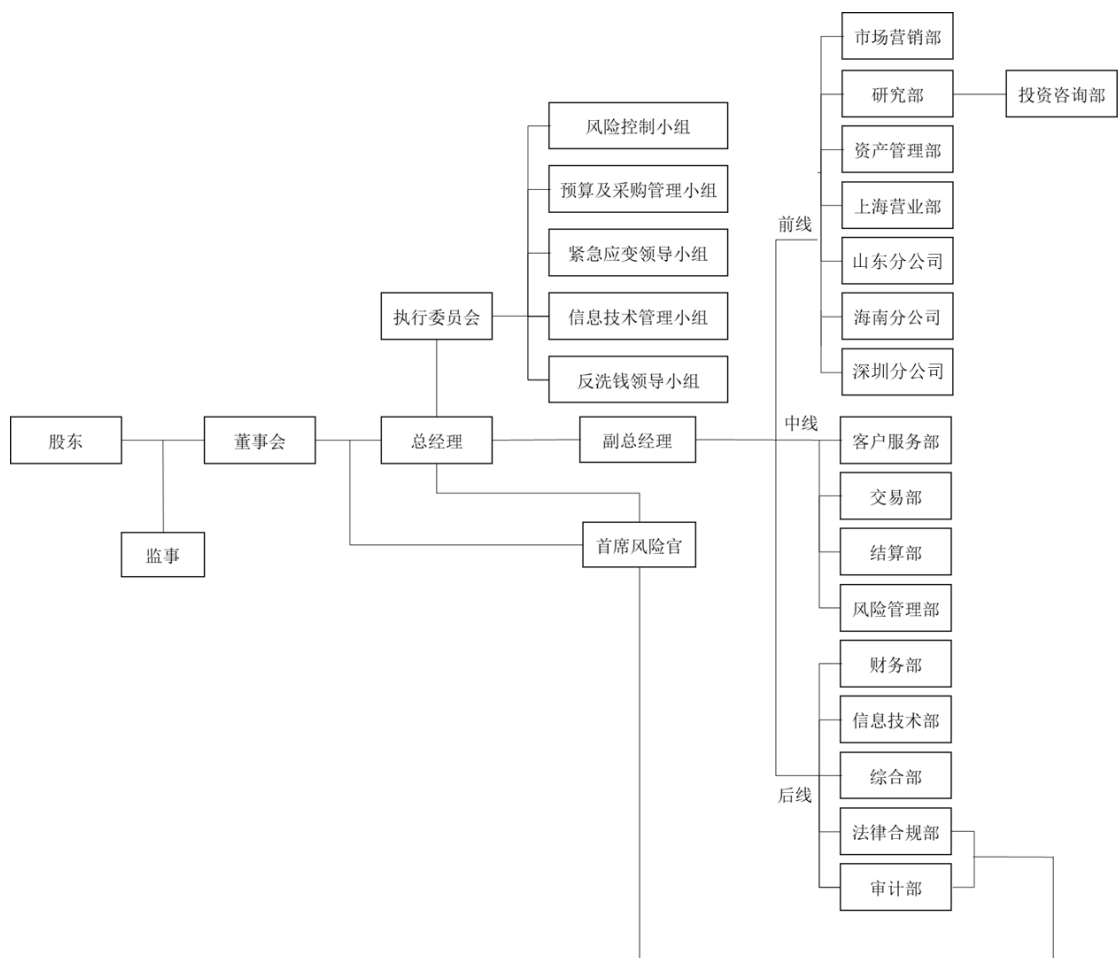 市场营销部
研究部
投资咨询部
风险控制小组
资产管理部
预算及采购管理小组
上海营业部
前线
紧急应变领导小组
山东分公司
执行委员会
信息技术管理小组
海南分公司
反洗钱领导小组
深圳分公司
中线
股东
董事会
总经理
副总经理
客户服务部
交易部
监事
首席风险官
结算部
风险管理部
财务部
信息技术部
综合部
后线
法律合规部
审计部